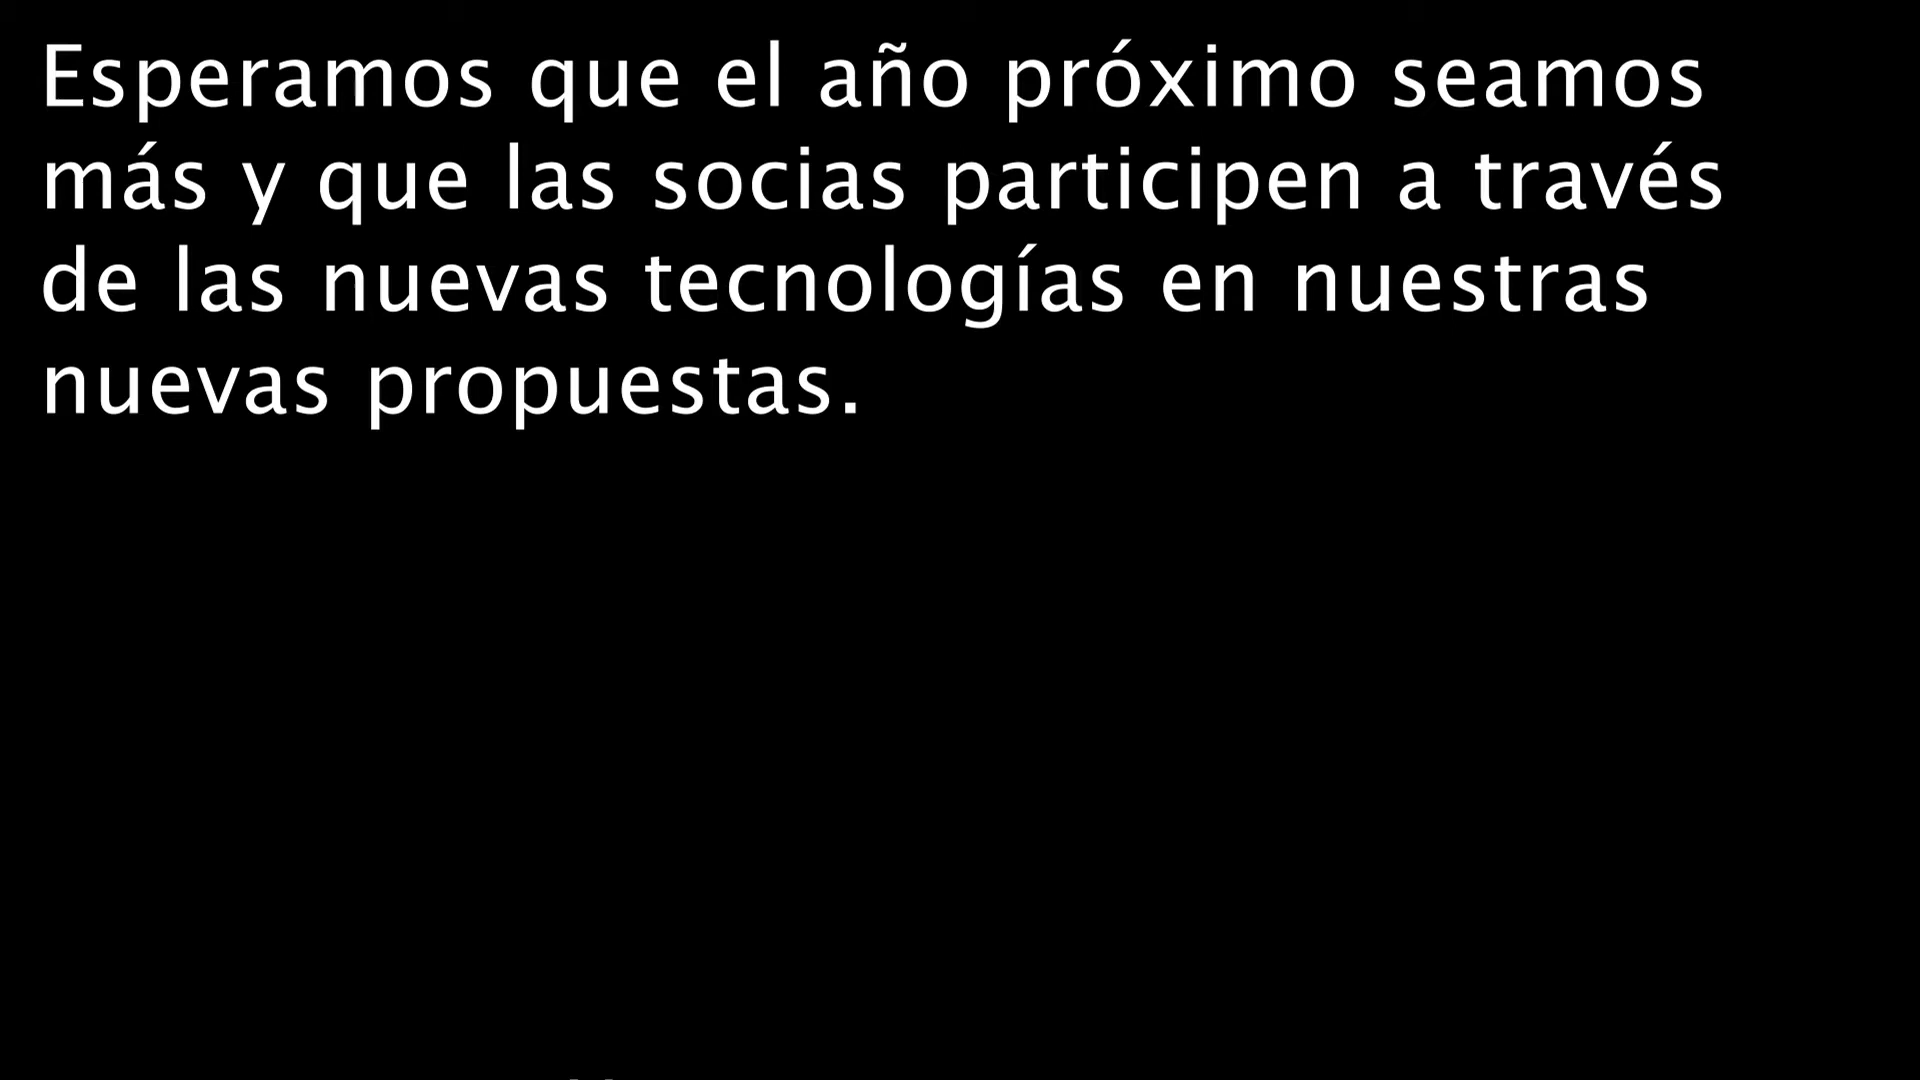 Esperamos que el año próximo seamos
más y que las socias participen a través
de las nuevas tecnologías en nuestras
nuevas propuestas.